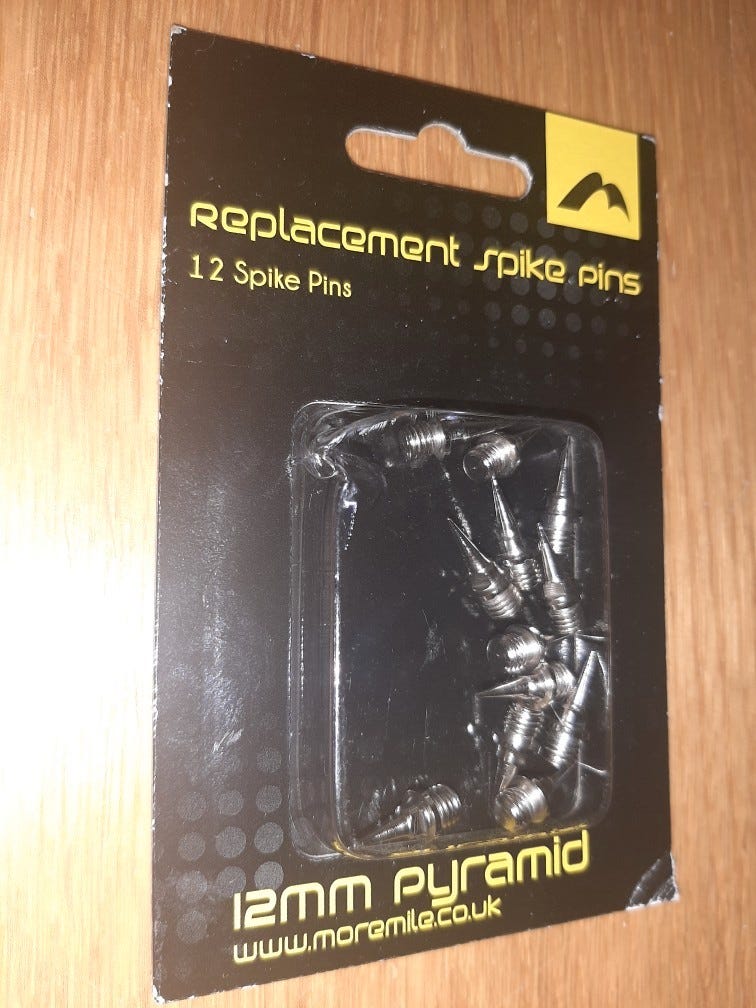 Replacement Spike Pins
12 Spike Pins
12mm Pyramid
www.moremile.co.uk